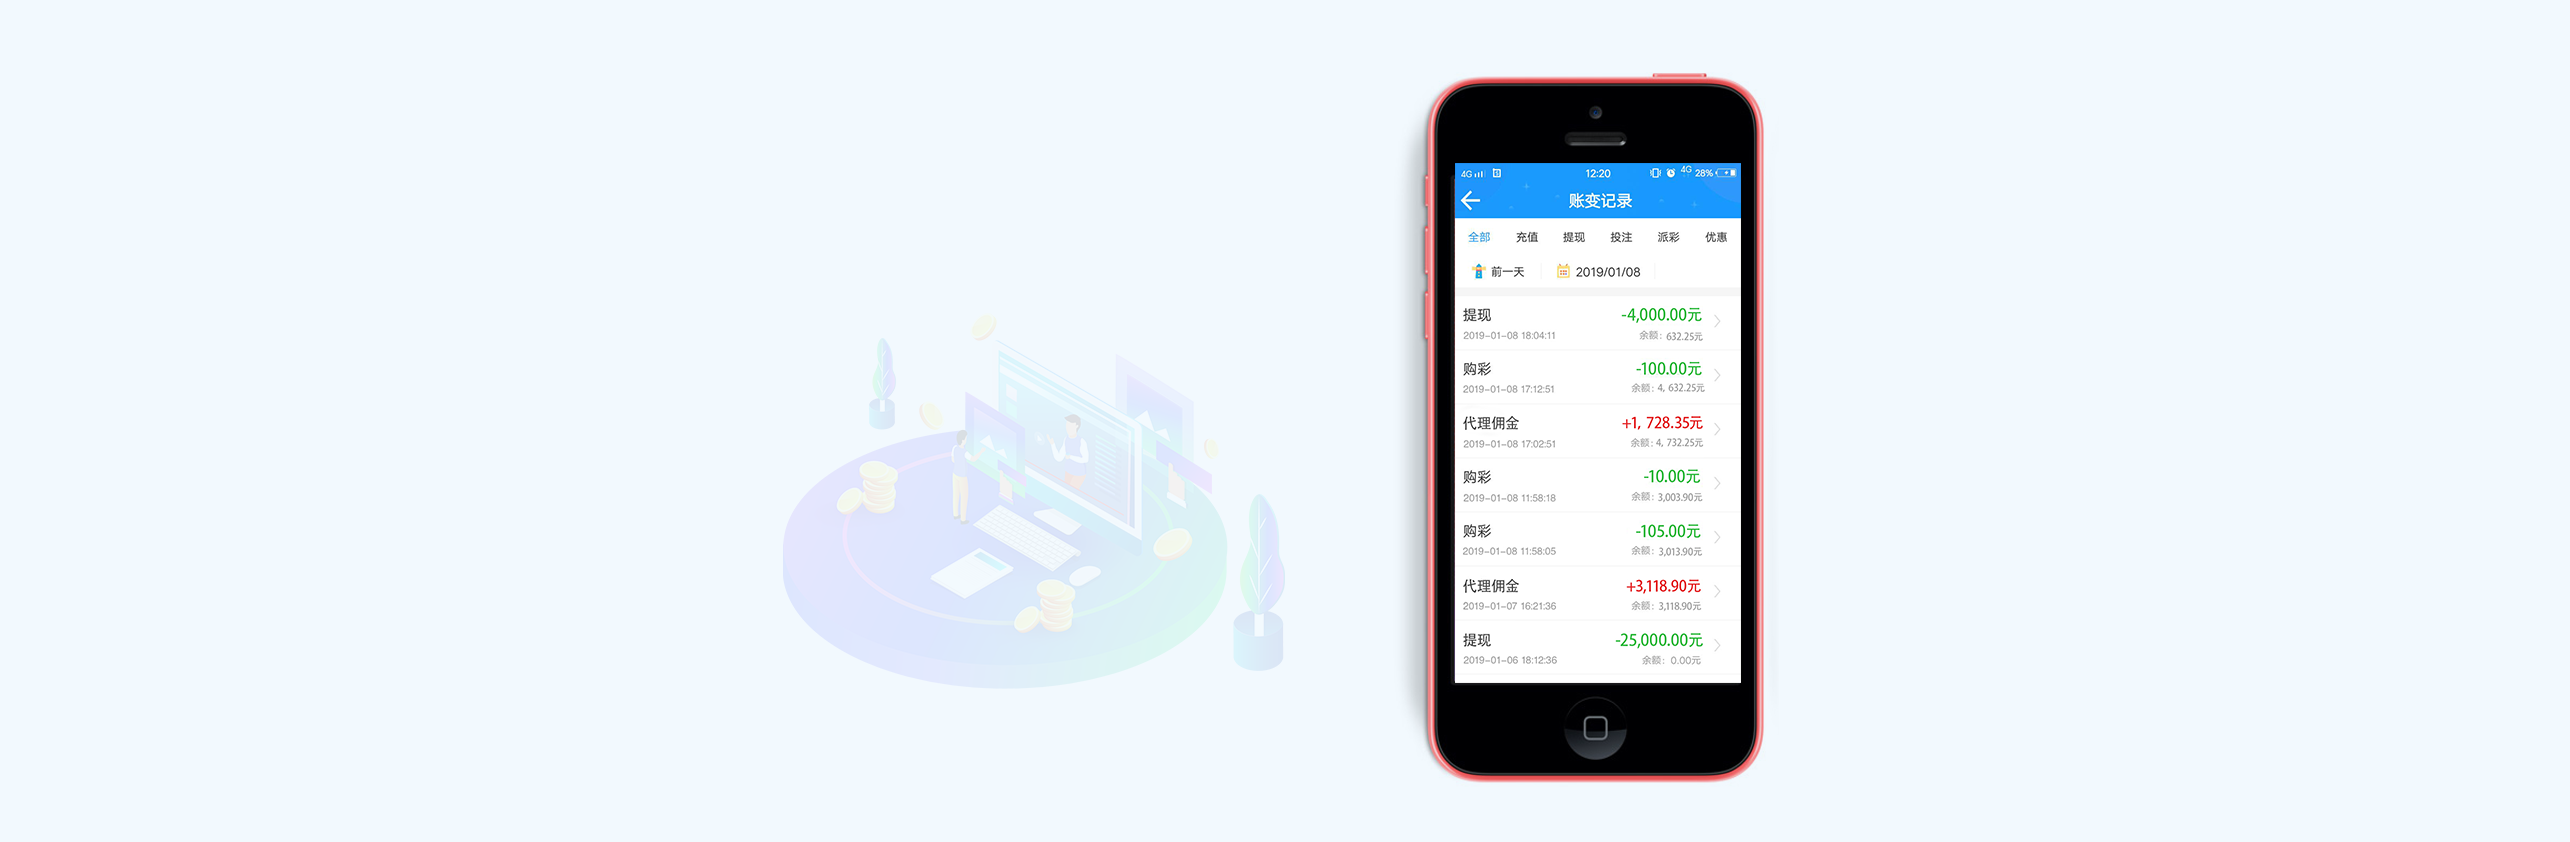 4G 12:20 4G 28%
账变记录
全部 充值 提现 投注 派彩 优惠
前一天 2019/01/08
提现 -4,000.00元
2019-01-08 18:04:11 余额: 632.25元
购彩 -100.00元
2019-01-08 17:12:51 余额: 4, 632.25元
代理佣金 +1, 728.35元
2019-01-08 17:02:51 余额: 4, 732.25元
购彩 -10.00元
2019-01-08 11:58:18 余额: 3,003.90元
购彩 -105.00元
2019-01-08 11:58:05 余额: 3,013.90元
代理佣金 +3,118.90元
2019-01-07 16:21:36 余额: 3,118.90元
提现 -25,000.00元
2019-01-06 18:12:36 余额: 0.00元